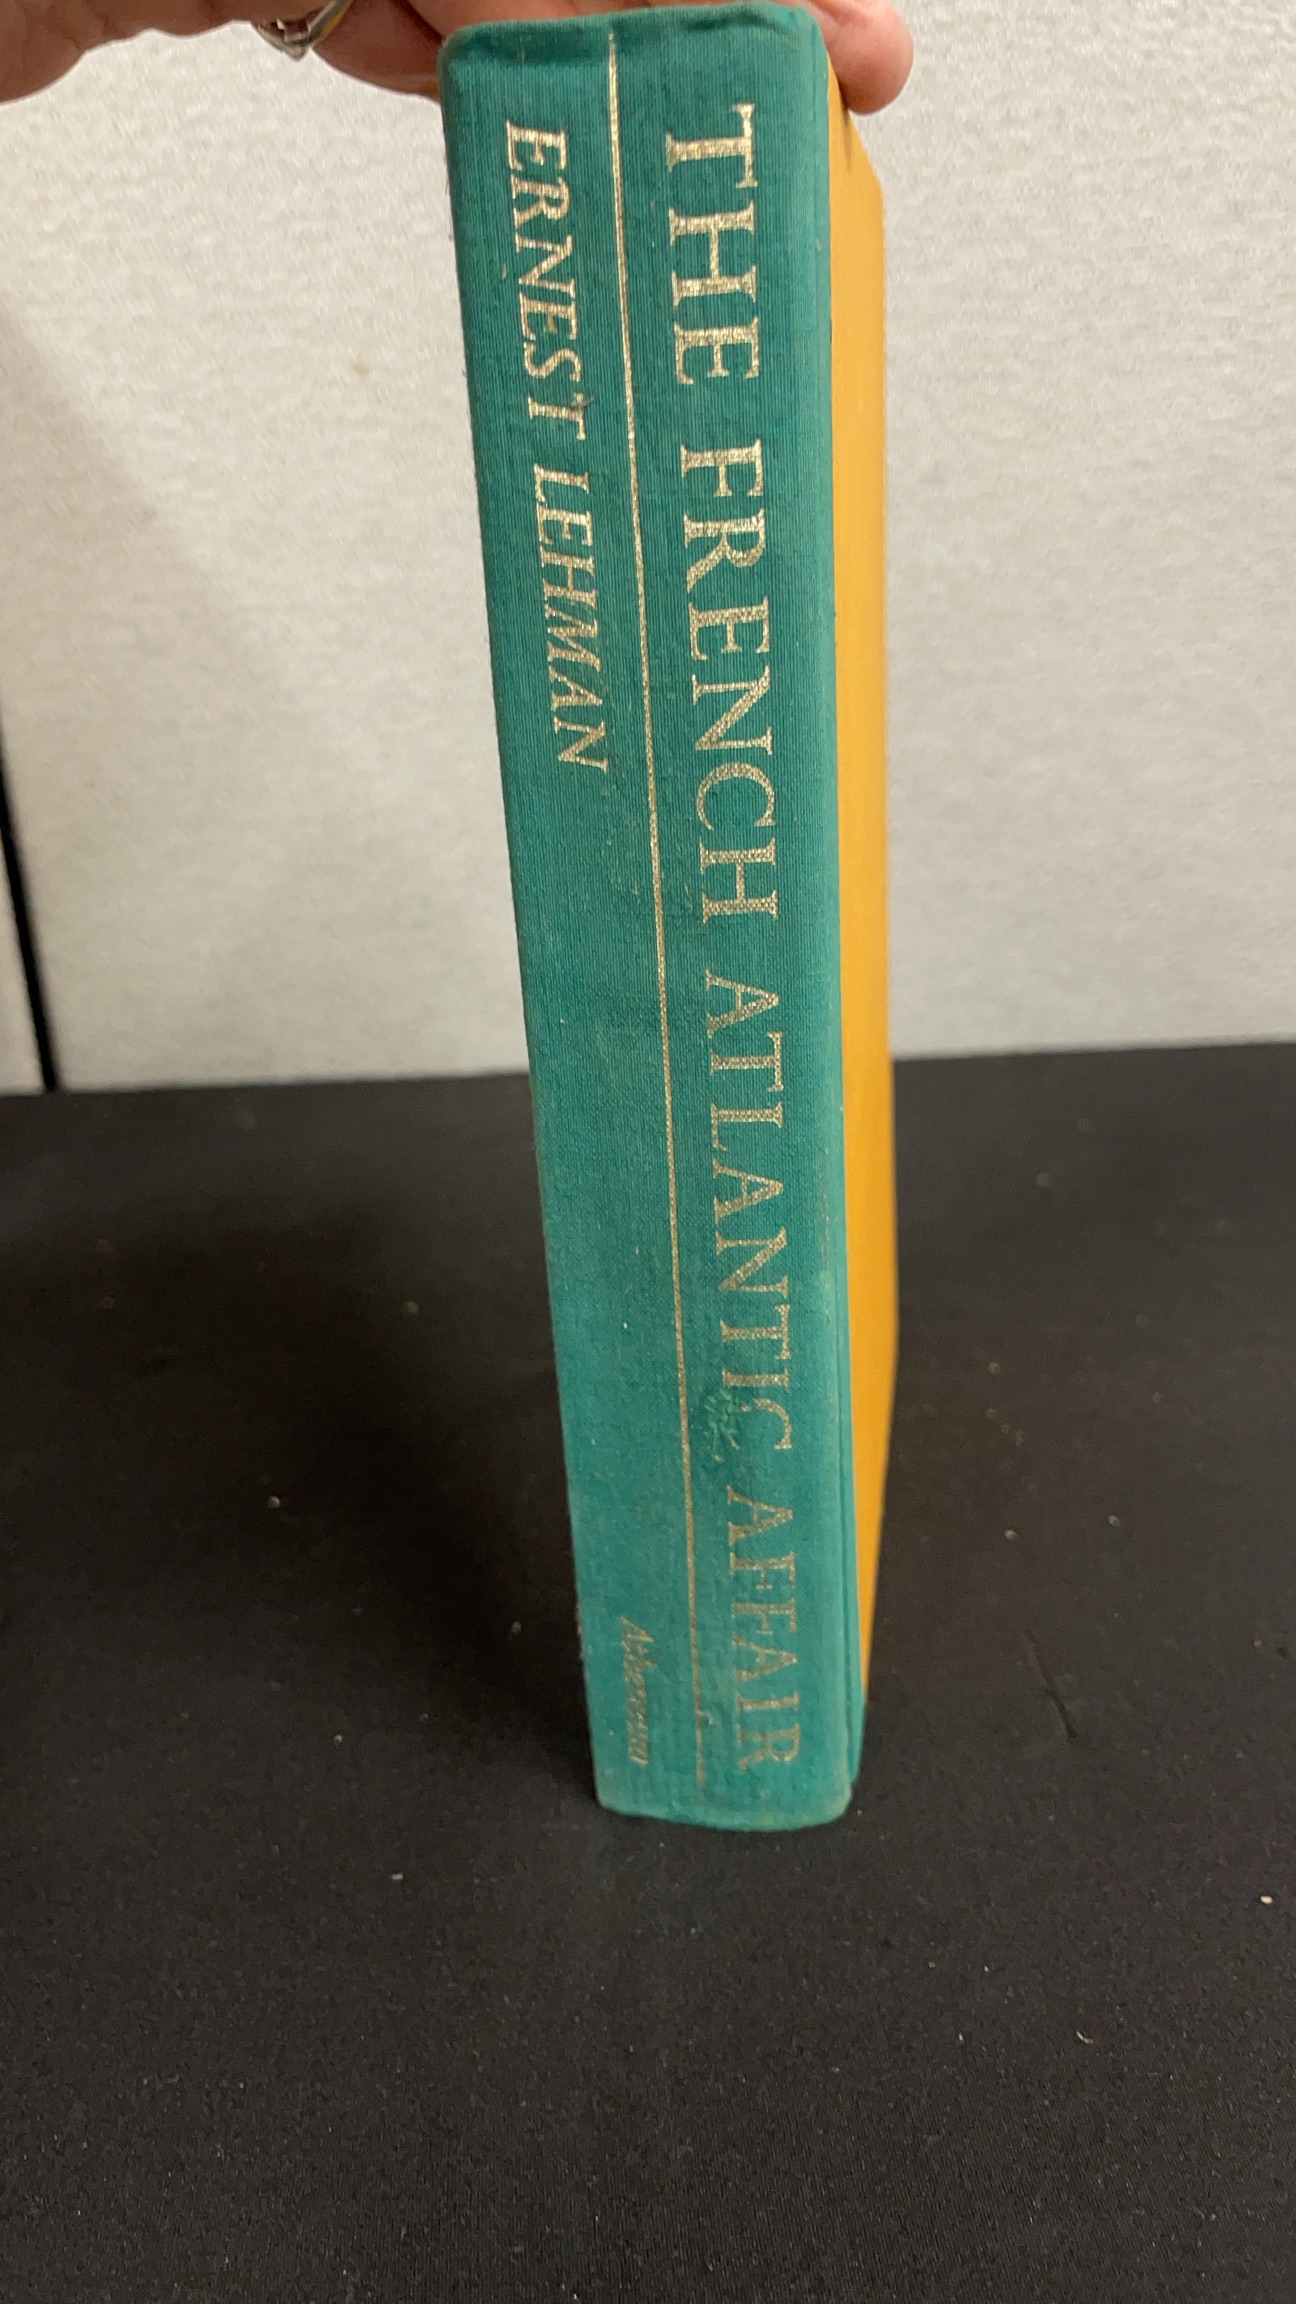 THE FRENCH ATLANTIC AFFAIR
ERNEST LEHMAN
Atheneum